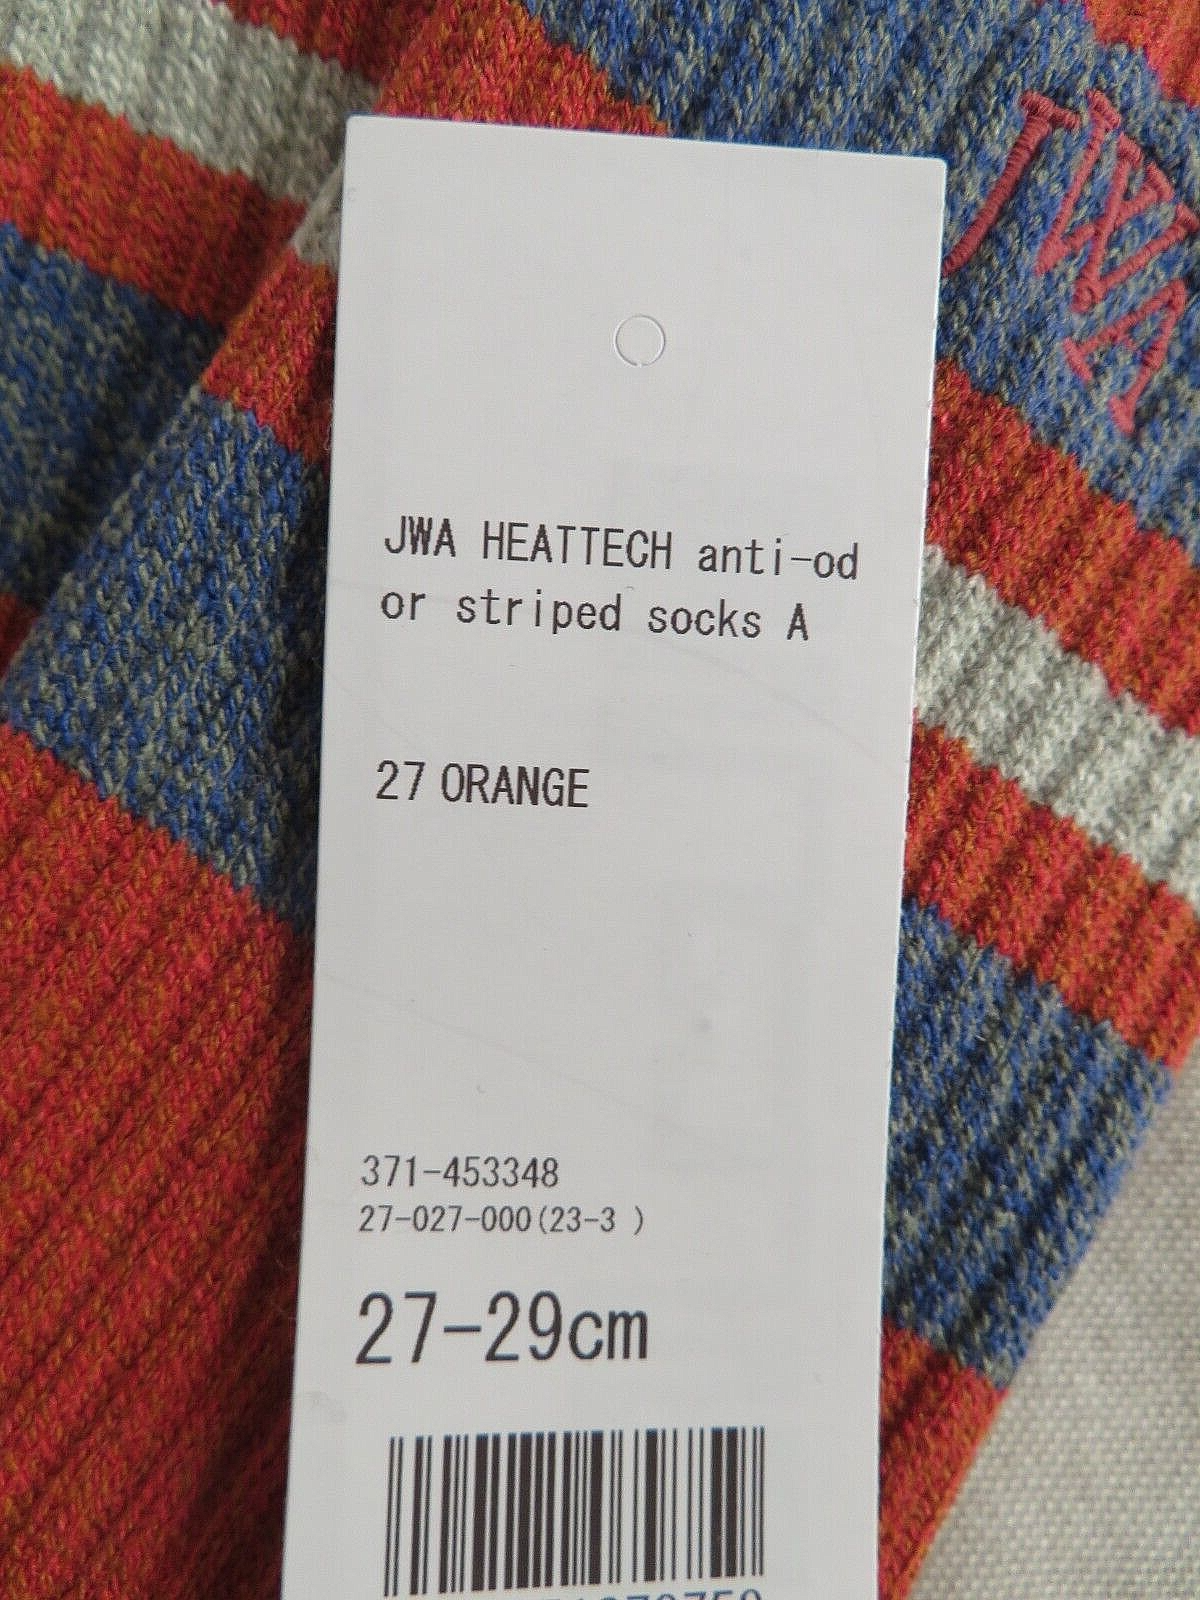 JWA
JWA HEATTECH anti-od
or striped socks A
27 ORANGE
371-453348
27-027-000(23-3 )
27-29cm